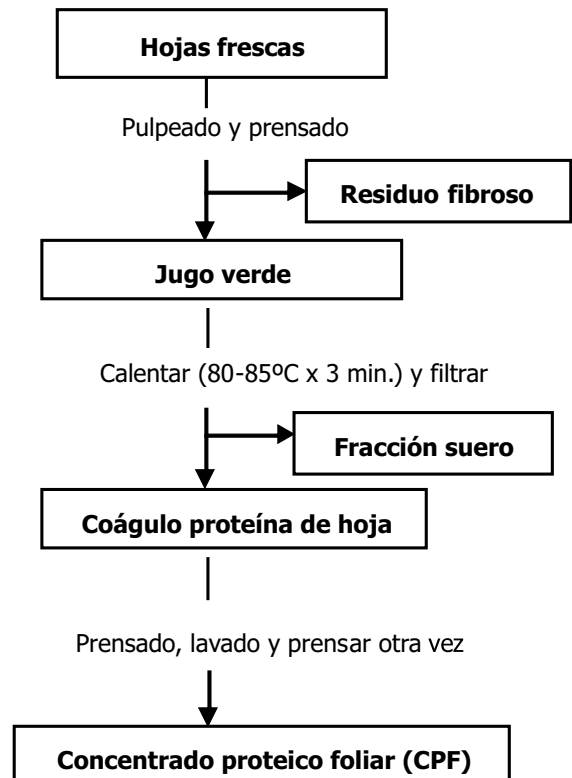 Hojas frescas
Pulpeado y prensado
Residuo fibroso
Jugo verde
Calentar (80-85ºC x 3 min.) y filtrar
Fracción suero
Coágulo proteína de hoja
Prensado, lavado y prensar otra vez
Concentrado proteico foliar (CPF)